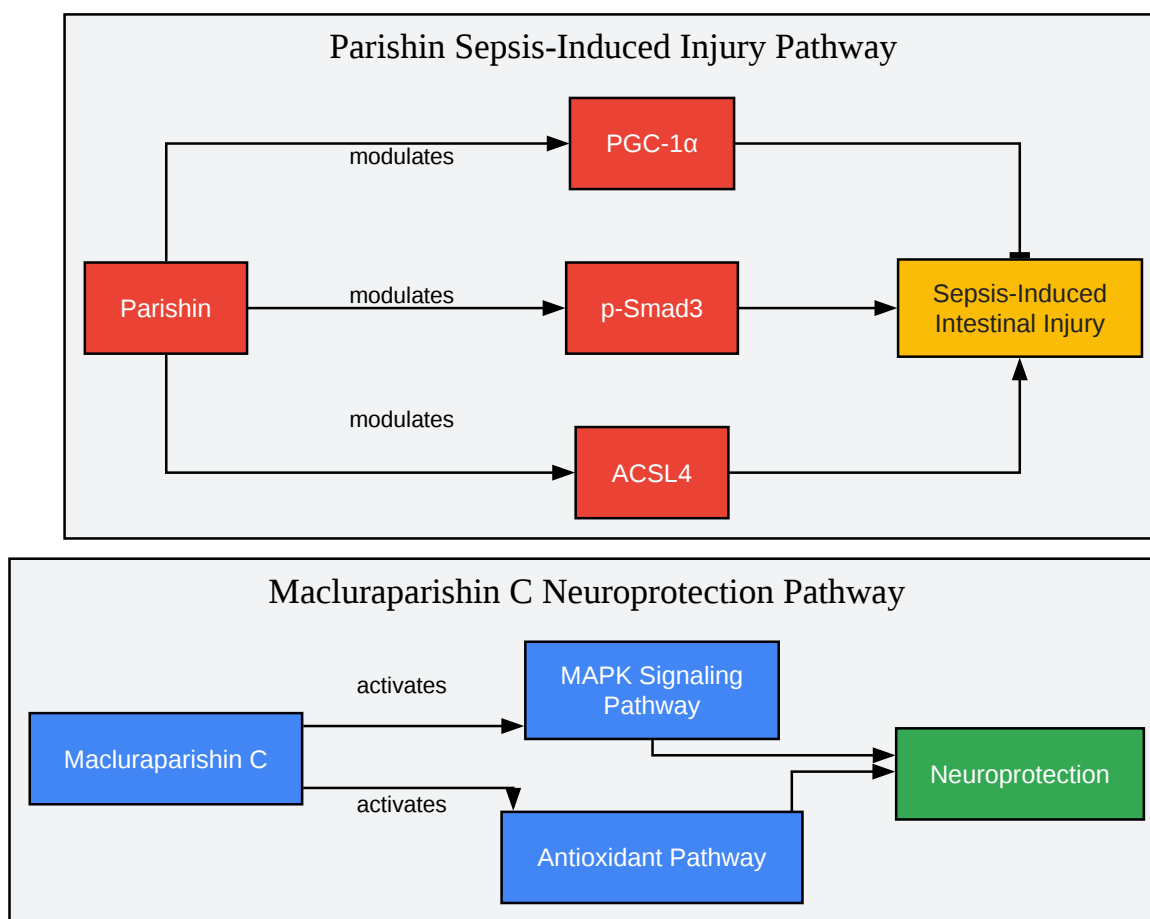 Parishin Sepsis-Induced Injury Pathway
PGC-1α
modulates
Parishin
modulates
p-Smad3
Sepsis-Induced
Intestinal Injury
modulates
ACSL4
Macluraparishin C Neuroprotection Pathway
activates
MAPK Signaling
Pathway
Macluraparishin C
Neuroprotection
activates
Antioxidant Pathway